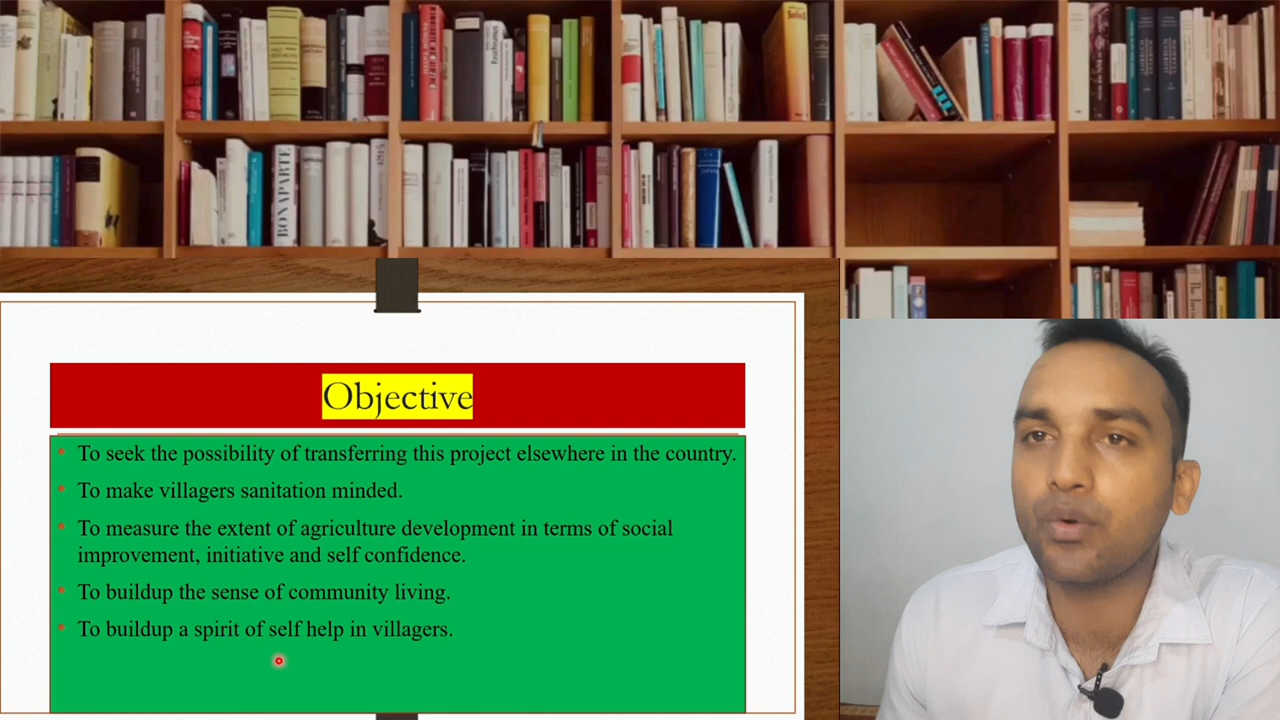 BONAPARTE
Objective
To seek the possibility of transferring this project elsewhere in the country.
To make villagers sanitation minded.
To measure the extent of agriculture development in terms of social
improvement, initiative and self confidence.
To buildup the sense of community living.
To buildup a spirit of self help in villagers.